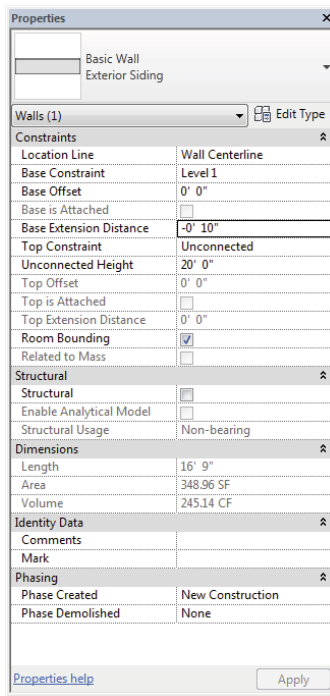 Properties
Basic Wall
Exterior Siding
Walls (1) Edit Type
Constraints
Location Line Wall Centerline
Base Constraint Level 1
Base Offset 0' 0"
Base is Attached
Base Extension Distance -0' 10"
Top Constraint Unconnected
Unconnected Height 20' 0"
Top Offset 0' 0"
Top is Attached
Top Extension Distance 0' 0"
Room Bounding
Related to Mass
Structural
Structural
Enable Analytical Model
Structural Usage Non-bearing
Dimensions
Length 16' 9"
Area 348.96 SF
Volume 245.14 CF
Identity Data
Comments
Mark
Phasing
Phase Created New Construction
Phase Demolished None
Properties help Apply